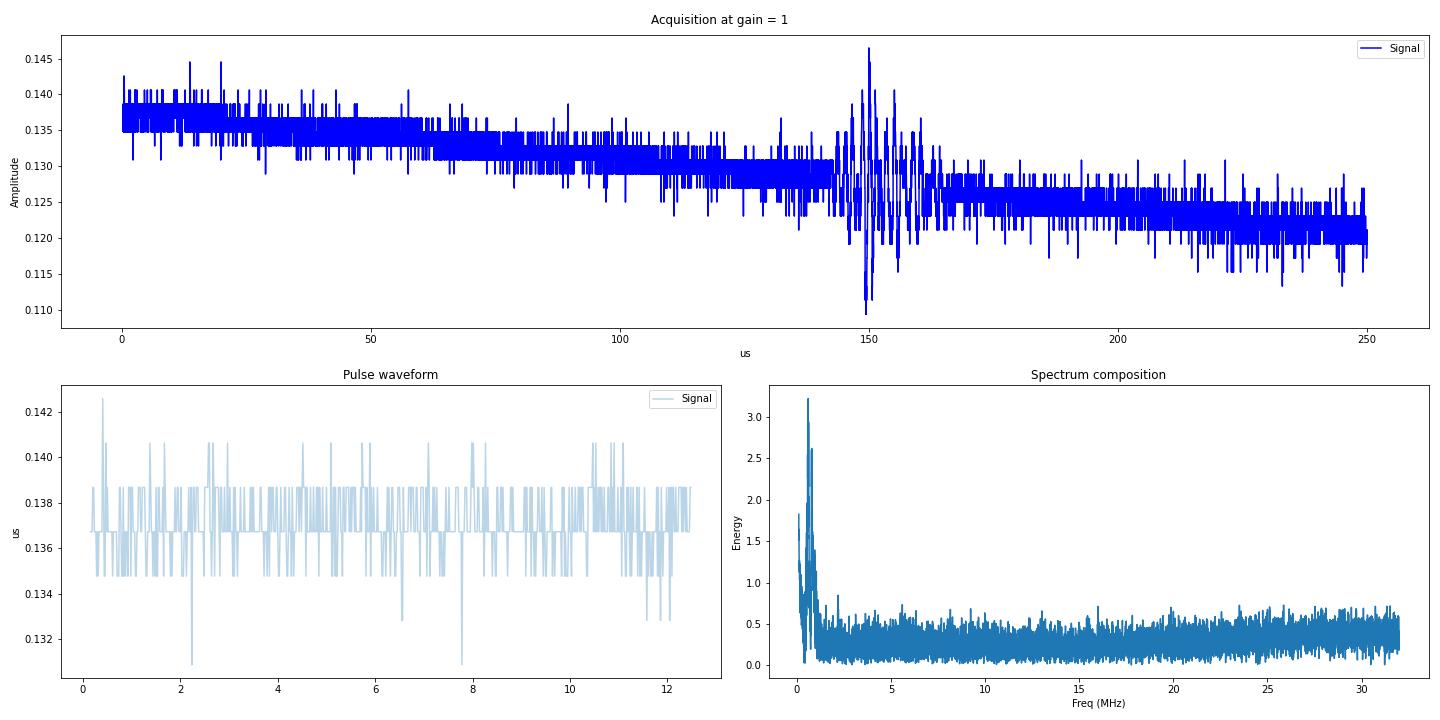 Acquisition at gain = 1
Signal
Amplitude
0.145
0.140
0.135
0.130
0.125
0.120
0.115
0.110
0 50 100 150 200 250
us
Pulse waveform
Signal
us
0.142
0.140
0.138
0.136
0.134
0.132
0 2 4 6 8 10 12
Spectrum composition
Energy
3.0
2.5
2.0
1.5
1.0
0.5
0.0
0 5 10 15 20 25 30
Freq (MHz)